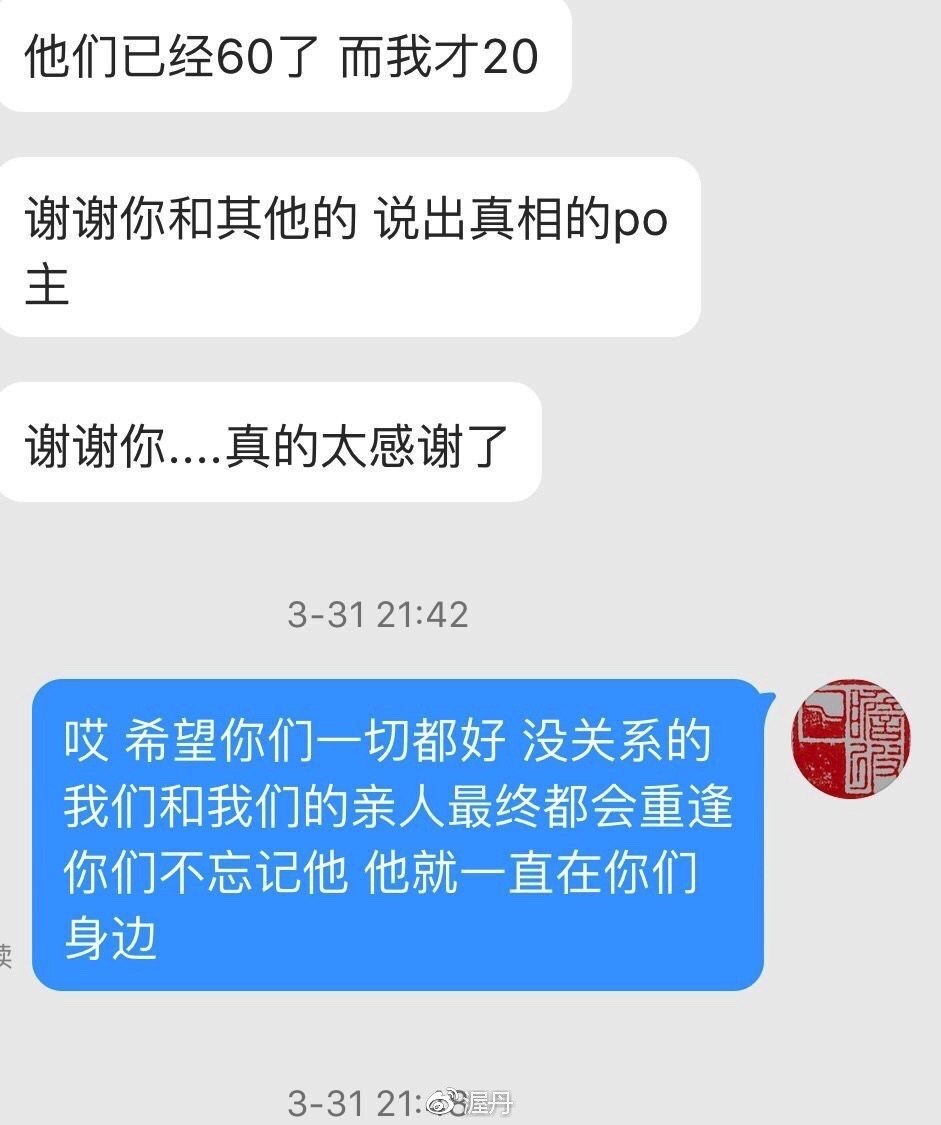 他们已经60了 而我才20
谢谢你和其他的 说出真相的po
主
谢谢你....真的太感谢了
3-31 21:42
哎 希望你们一切都好 没关系的
我们和我们的亲人最终都会重逢
你们不忘记他 他就一直在你们
身边
读
3-31 21:
渥丹